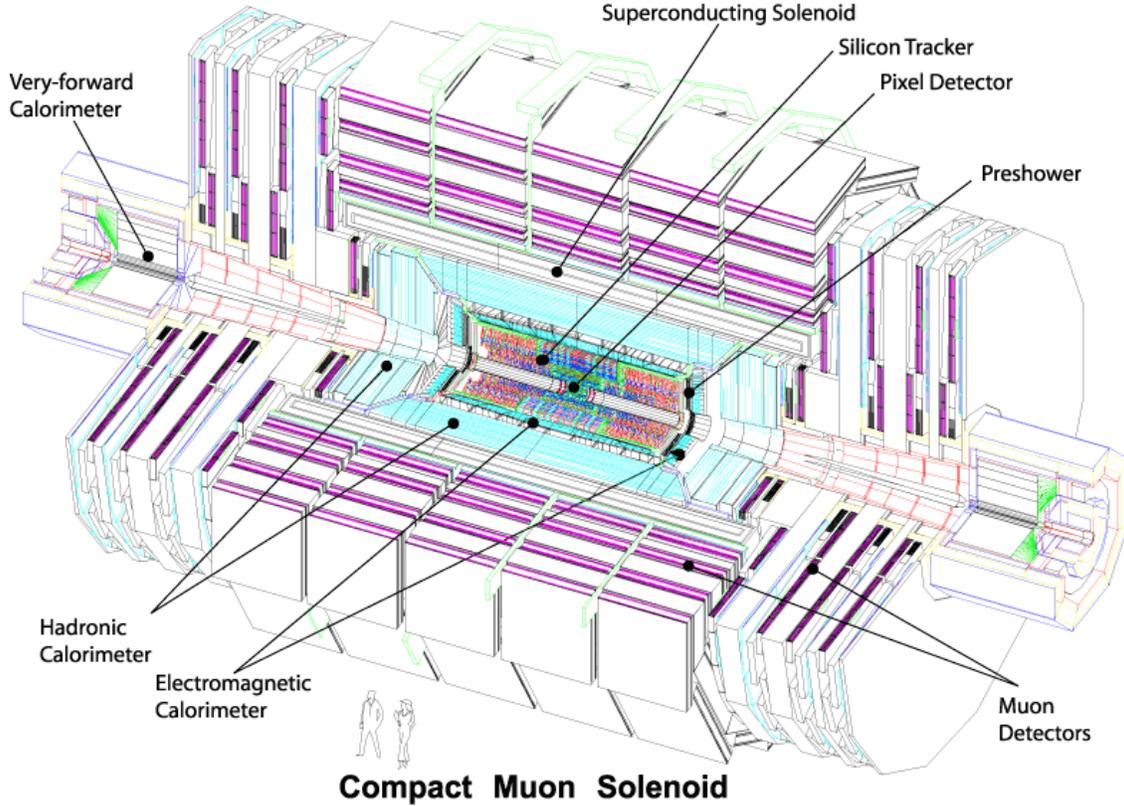 Superconducting Solenoid
Silicon Tracker
Pixel Detector
Very-forward
Calorimeter
Preshower
Hadronic
Calorimeter
Electromagnetic
Calorimeter
Muon
Detectors
Compact Muon Solenoid